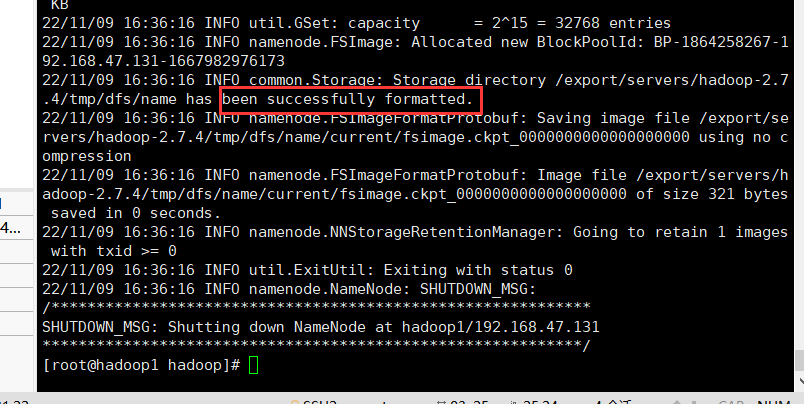 KB
22/11/09 16:36:16 INFO util.GSet: capacity      = 2^15 = 32768 entries
22/11/09 16:36:16 INFO namenode.FSImage: Allocated new BlockPoolId: BP-1864258267-1
92.168.47.131-1667982976173
22/11/09 16:36:16 INFO common.Storage: Storage directory /export/servers/hadoop-2.7
.4/tmp/dfs/name has been successfully formatted.
22/11/09 16:36:16 INFO namenode.FSImageFormatProtobuf: Saving image file /export/se
rvers/hadoop-2.7.4/tmp/dfs/name/current/fsimage.ckpt_0000000000000000000 using no c
ompression
22/11/09 16:36:16 INFO namenode.FSImageFormatProtobuf: Image file /export/servers/h
adoop-2.7.4/tmp/dfs/name/current/fsimage.ckpt_0000000000000000000 of size 321 bytes
saved in 0 seconds.
22/11/09 16:36:16 INFO namenode.NNStorageRetentionManager: Going to retain 1 images
with txid >= 0
22/11/09 16:36:16 INFO util.ExitUtil: Exiting with status 0
22/11/09 16:36:16 INFO namenode.NameNode: SHUTDOWN_MSG:
/************************************************************
SHUTDOWN_MSG: Shutting down NameNode at hadoop1/192.168.47.131
************************************************************/
[root@hadoop1 hadoop]#
4...